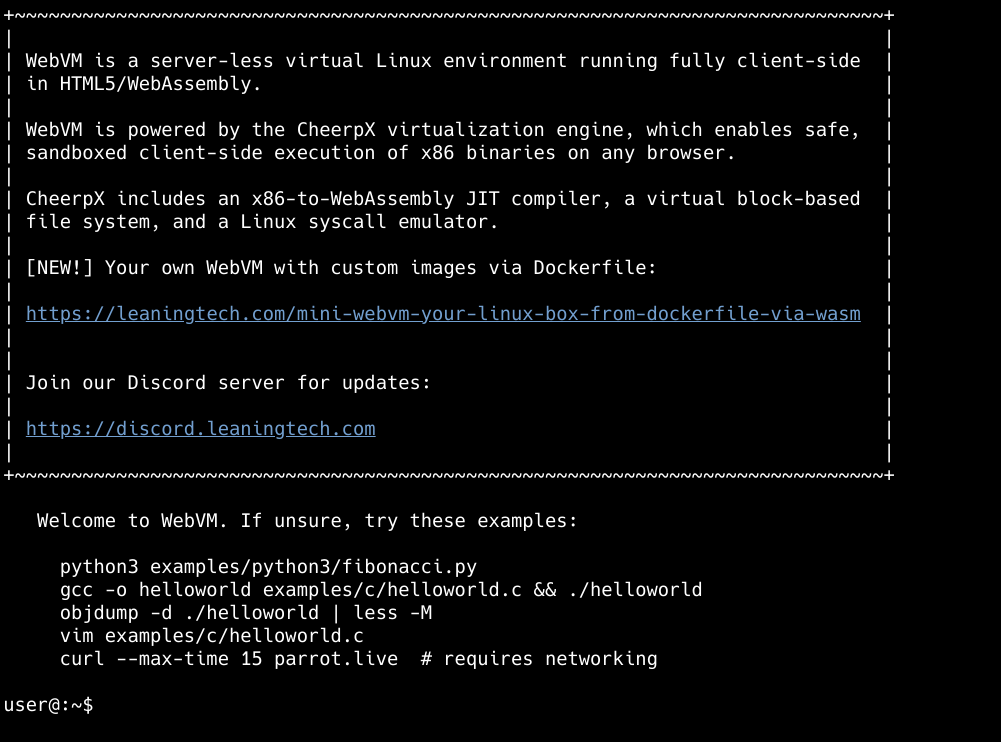 +~~~~~~~~~~~~~~~~~~~~~~~~~~~~~~~~~~~~~~~~~~~~~~~~~~~~~~~~~~~~~~~~~~~~~~~~~~~~~+
|                                                                             |
| WebVM is a server-less virtual Linux environment running fully client-side  |
| in HTML5/WebAssembly.                                                       |
|                                                                             |
| WebVM is powered by the CheerpX virtualization engine, which enables safe,  |
| sandboxed client-side execution of x86 binaries on any browser.             |
|                                                                             |
| CheerpX includes an x86-to-WebAssembly JIT compiler, a virtual block-based  |
| file system, and a Linux syscall emulator.                                  |
|                                                                             |
| [NEW!] Your own WebVM with custom images via Dockerfile:                    |
|                                                                             |
| https://leaningtech.com/mini-webvm-your-linux-box-from-dockerfile-via-wasm  |
|                                                                             |
|                                                                             |
| Join our Discord server for updates:                                        |
|                                                                             |
| https://discord.leaningtech.com                                             |
|                                                                             |
+~~~~~~~~~~~~~~~~~~~~~~~~~~~~~~~~~~~~~~~~~~~~~~~~~~~~~~~~~~~~~~~~~~~~~~~~~~~~~+

   Welcome to WebVM. If unsure, try these examples:

     python3 examples/python3/fibonacci.py
     gcc -o helloworld examples/c/helloworld.c && ./helloworld
     objdump -d ./helloworld | less -M
     vim examples/c/helloworld.c
     curl --max-time 15 parrot.live  # requires networking

user@:~$